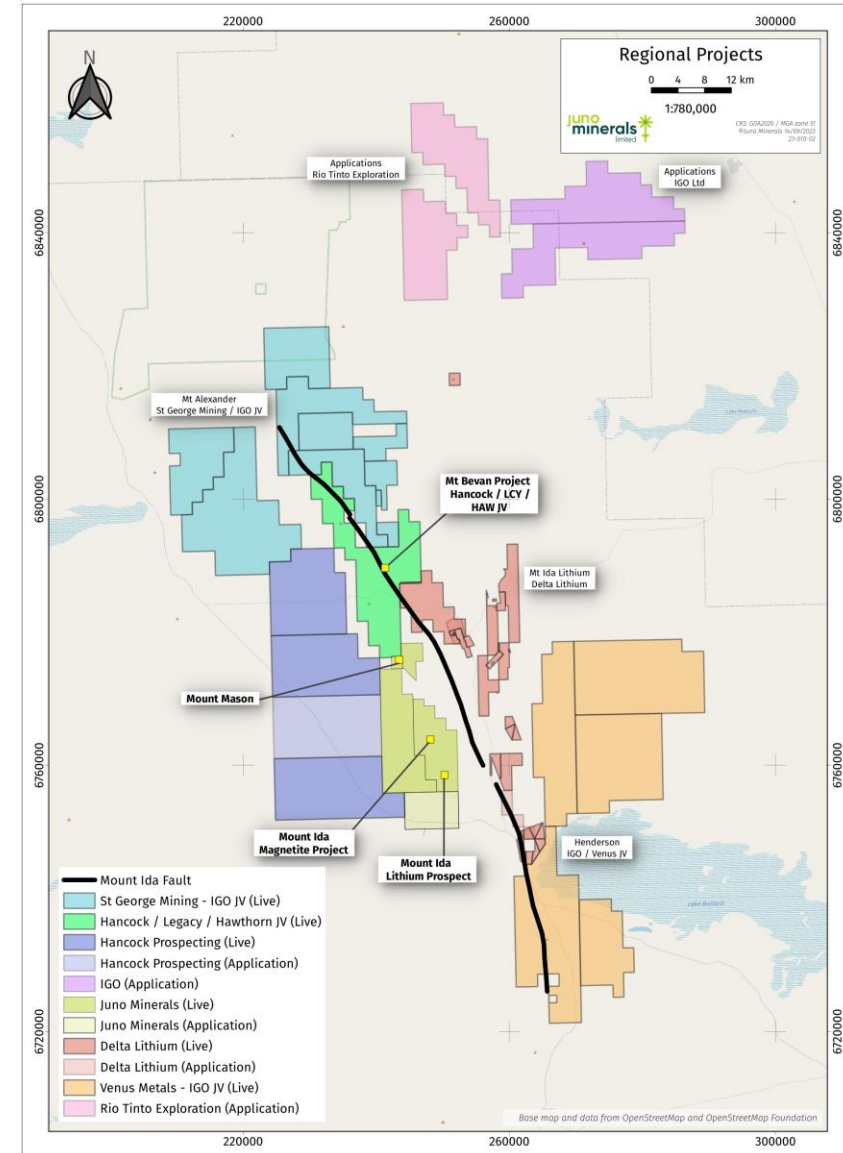 220000
260000
300000
N
Regional Projects
0 4 8 12 km
1:780,000
juno
minerals
limited
CRS: GDA2020 / MGA zone 51
©Juno Minerals 14/09/2023
23-010-02
Applications
Rio Tinto Exploration
Applications
IGO Ltd
6840000
6840000
Mt Alexander
St George Mining / IGO JV
Mt Bevan Project
Hancock / LCY /
HAW JV
6800000
6800000
Mt Ida Lithium
Delta Lithium
Mount Mason
6760000
6760000
Mount Ida
Magnetite Project
Mount Ida
Lithium Prospect
Henderson
IGO / Venus JV
Lake Ballard
Mount Ida Fault
St George Mining - IGO JV (Live)
Hancock / Legacy / Hawthorn JV (Live)
Hancock Prospecting (Live)
Hancock Prospecting (Application)
IGO (Application)
Juno Minerals (Live)
Juno Minerals (Application)
Delta Lithium (Live)
Delta Lithium (Application)
Venus Metals - IGO JV (Live)
Rio Tinto Exploration (Application)
6720000
6720000
Base map and data from OpenStreetMap and OpenStreetMap Foundation
220000
260000
300000